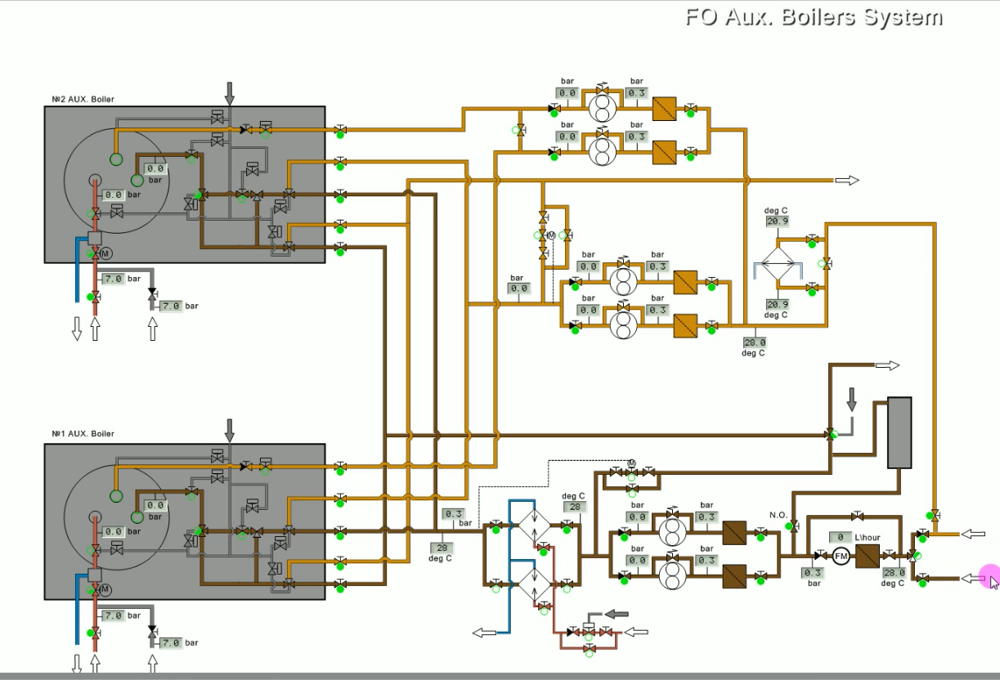 FO Aux. Boilers System
bar
bar
0.0
0.3
№2 AUX. Boiler
bar
bar
0.0
0.3
0.0
bar
0.0 bar
deg C
20.9
M
M
bar
bar
7.0 bar
bar
0.0
0.0
0.3
7.0 bar
bar
bar
20.9
deg C
0.0
0.3
28.0
deg C
№1 AUX. Boiler
M
deg C
28
0.0
bar
0.3
bar
bar
bar
0.0
0.3
N.O.
0.0 bar
28
deg C
0 L\hour
bar
bar
0.0
0.3
FM
M
0.3
bar
28.0
deg C
7.0 bar
7.0 bar